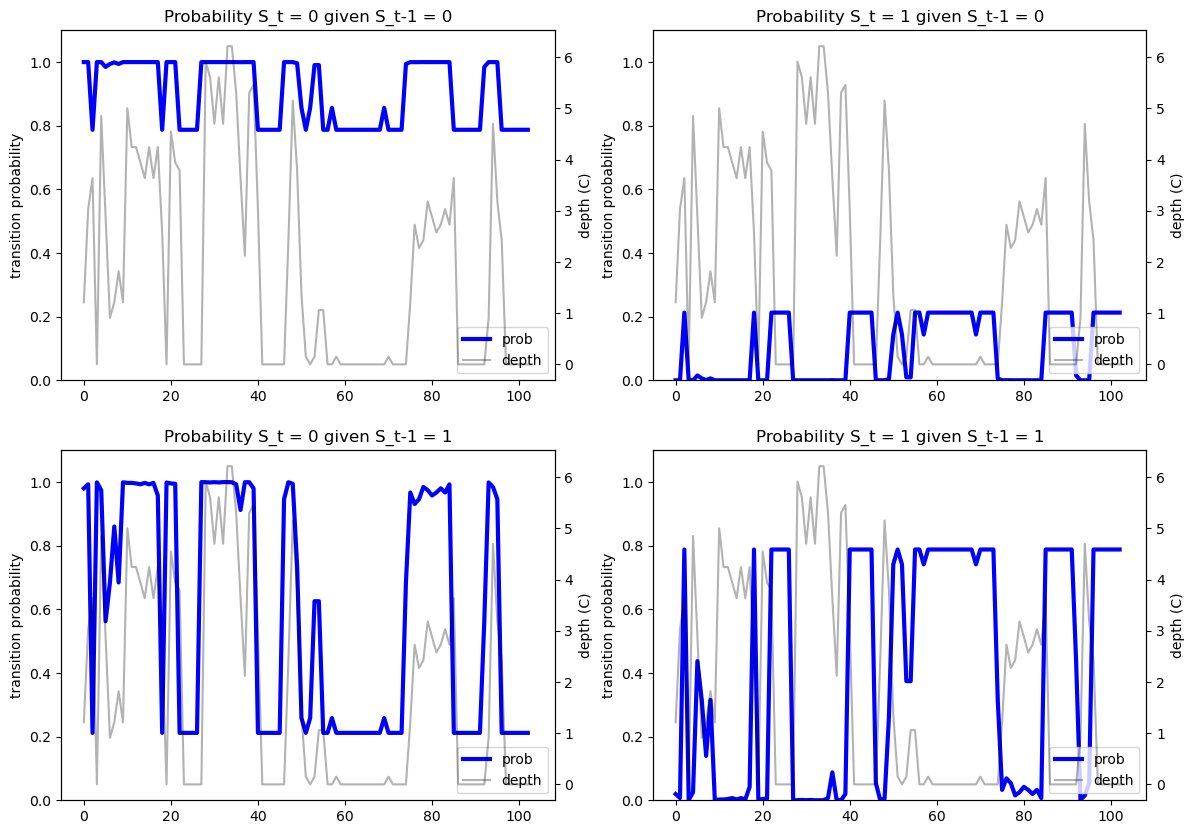 Probability S_t = 0 given S_t-1 = 0
transition probability
1.0
0.8
0.6
0.4
0.2
0.0
0 20 40 60 80 100
6
5
4
3
2
1
0
depth (C)
prob
depth
Probability S_t = 1 given S_t-1 = 0
transition probability
1.0
0.8
0.6
0.4
0.2
0.0
0 20 40 60 80 100
6
5
4
3
2
1
0
depth (C)
prob
depth
Probability S_t = 0 given S_t-1 = 1
transition probability
1.0
0.8
0.6
0.4
0.2
0.0
0 20 40 60 80 100
6
5
4
3
2
1
0
depth (C)
prob
depth
Probability S_t = 1 given S_t-1 = 1
transition probability
1.0
0.8
0.6
0.4
0.2
0.0
0 20 40 60 80 100
6
5
4
3
2
1
0
depth (C)
prob
depth